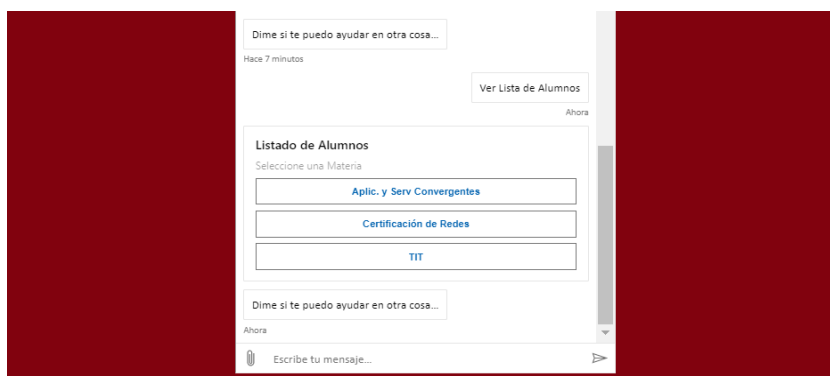 Dime si te puedo ayudar en otra cosa...
Hace 7 minutos
Ver Lista de Alumnos
Ahora
Listado de Alumnos
Seleccione una Materia
Aplic. y Serv Convergentes
Certificación de Redes
TIT
Dime si te puedo ayudar en otra cosa...
Ahora
Escribe tu mensaje...